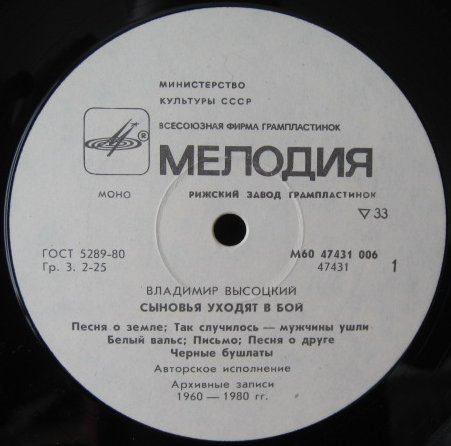 МИНИСТЕРСТВО
КУЛЬТУРЫ СССР
®
ВСЕСОЮЗНАЯ ФИРМА ГРАМПЛАСТИНОК
МЕЛОДИЯ
МОНО
РИЖСКИЙ ЗАВОД ГРАМПЛАСТИНОК
▽33
ГОСТ 5289-80
М60 47431 006
Гр. 3. 2-25
47431
1
ВЛАДИМИР ВЫСОЦКИЙ
СЫНОВЬЯ УХОДЯТ В БОЙ
Песня о земле; Так случилось — мужчины ушли
Белый вальс; Письмо; Песня о друге
Черные бушлаты
Авторское исполнение
Архивные записи
1960 — 1980 гг.